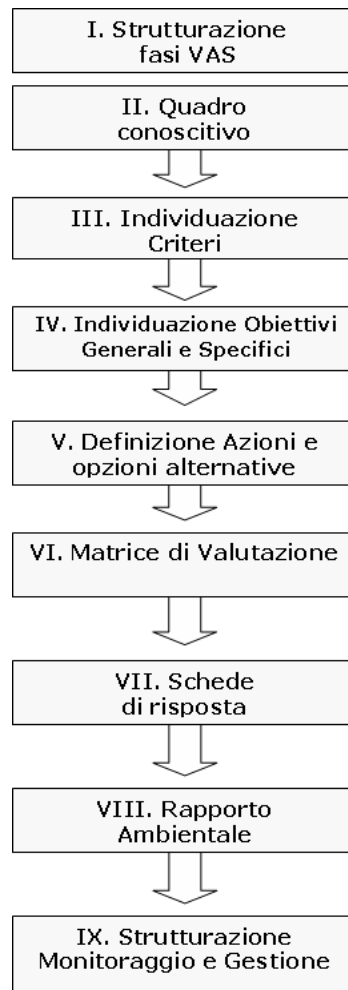 I. Strutturazione
fasi VAS
II. Quadro
conoscitivo
III. Individuazione
Criteri
IV. Individuazione Obiettivi
Generali e Specifici
V. Definizione Azioni e
opzioni alternative
VI. Matrice di Valutazione
VII. Schede
di risposta
VIII. Rapporto
Ambientale
IX. Strutturazione
Monitoraggio e Gestione